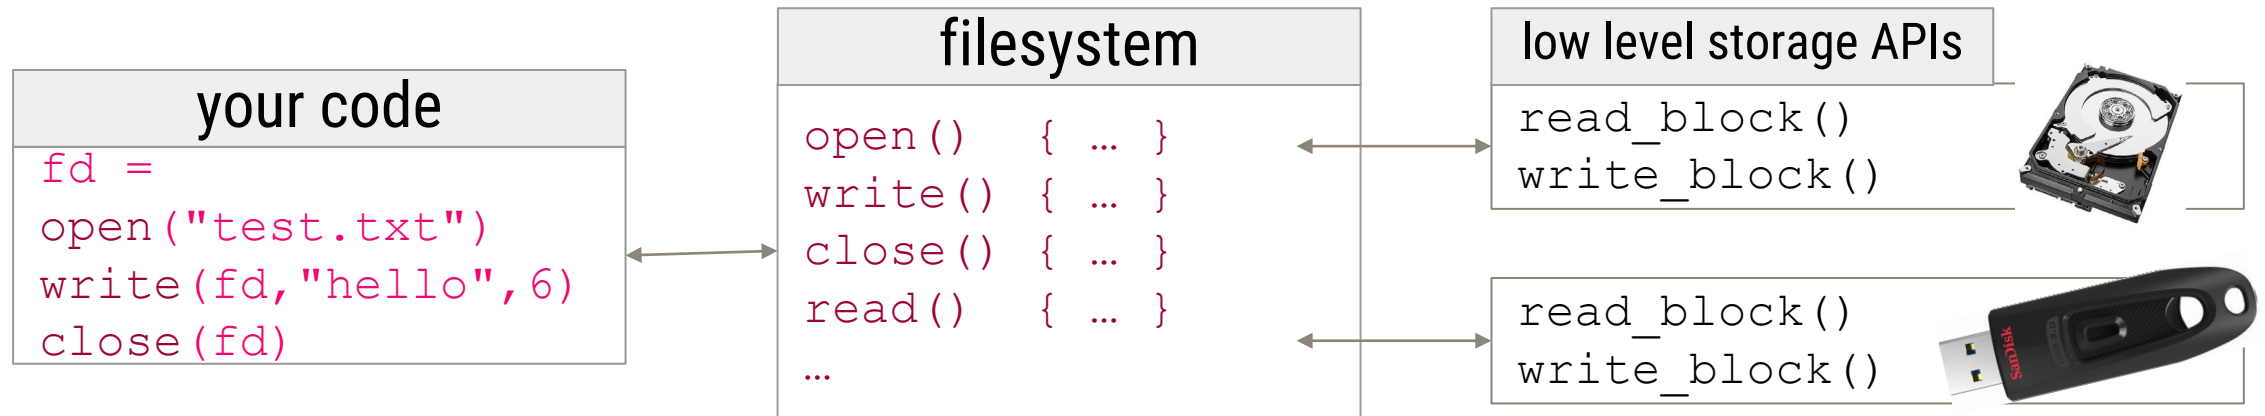 your code
fd =
open("test.txt")
write(fd,"hello",6)
close(fd)
filesystem
open() { … }
write() { … }
close() { … }
read() { … }
…
low level storage APIs
read_block()
write_block()
read_block()
write_block()
SanDisk